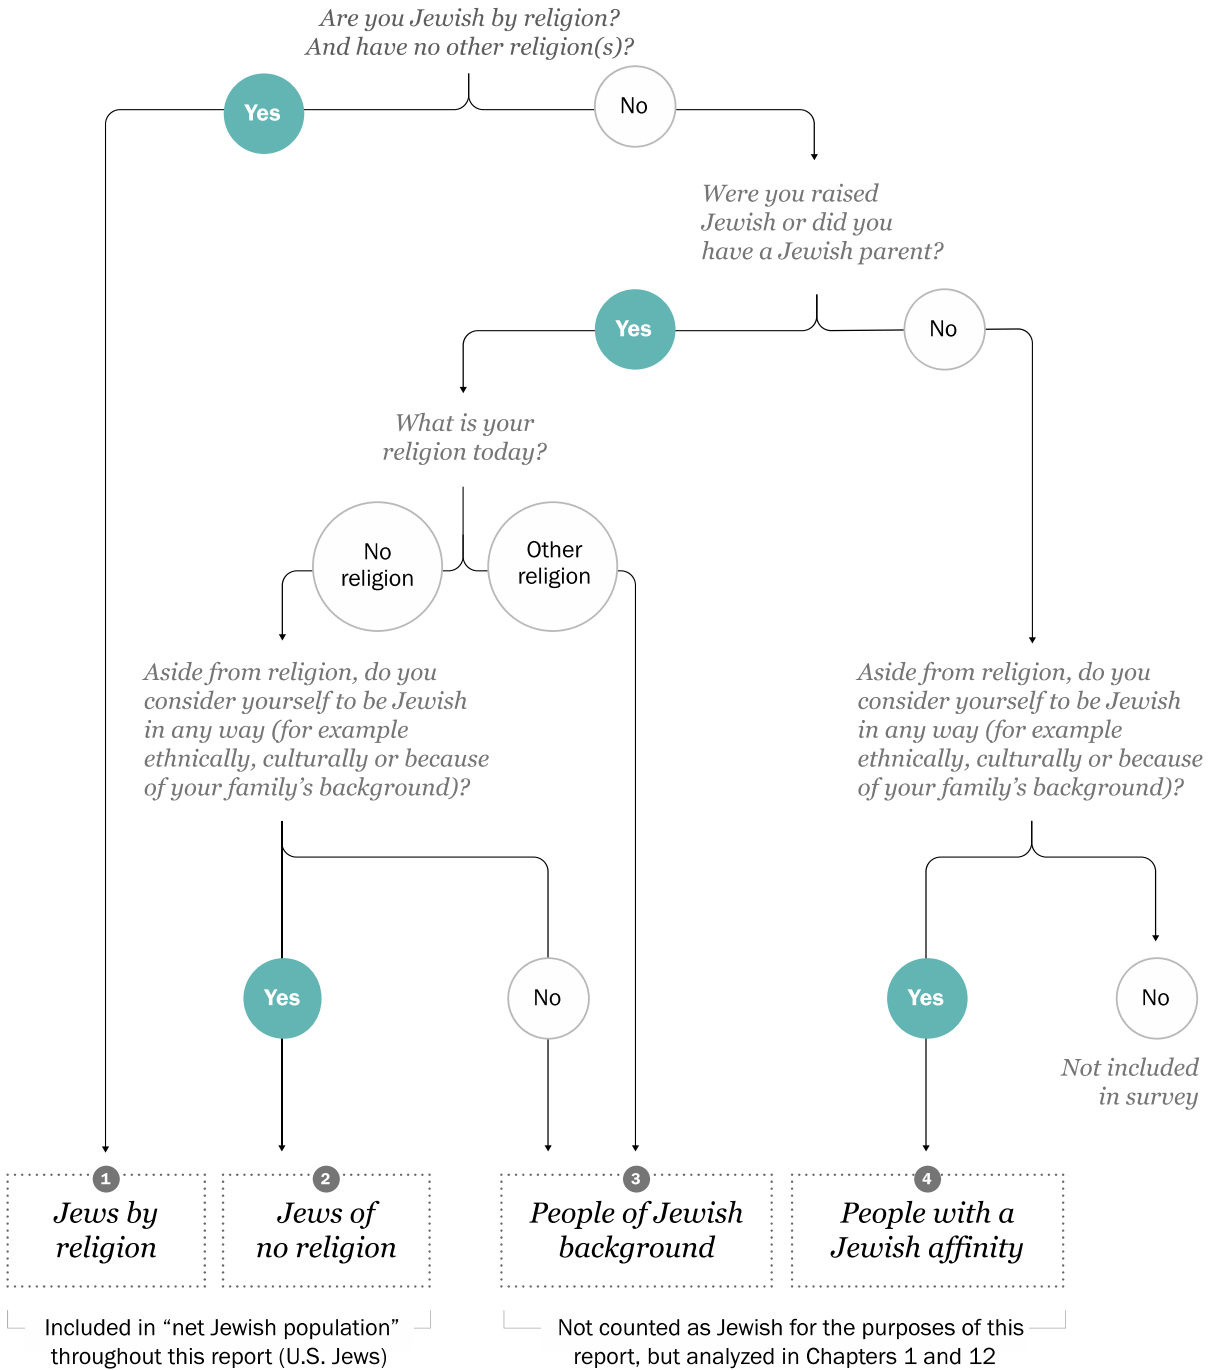 Are you Jewish by religion?
And have no other religion(s)?
Yes
No
Were you raised
Jewish or did you
have a Jewish parent?
Yes
No
What is your
religion today?
No
religion
Other
religion
Aside from religion, do you
consider yourself to be Jewish
in any way (for example
ethnically, culturally or because
of your family's background)?
Aside from religion, do you
consider yourself to be Jewish
in any way (for example
ethnically, culturally or because
of your family's background)?
Yes
No
Yes
No
Not included
in survey
1
Jews by
religion
2
Jews of
no religion
3
People of Jewish
background
4
People with a
Jewish affinity
Included in “net Jewish population”
throughout this report (U.S. Jews)
Not counted as Jewish for the purposes of this
report, but analyzed in Chapters 1 and 12